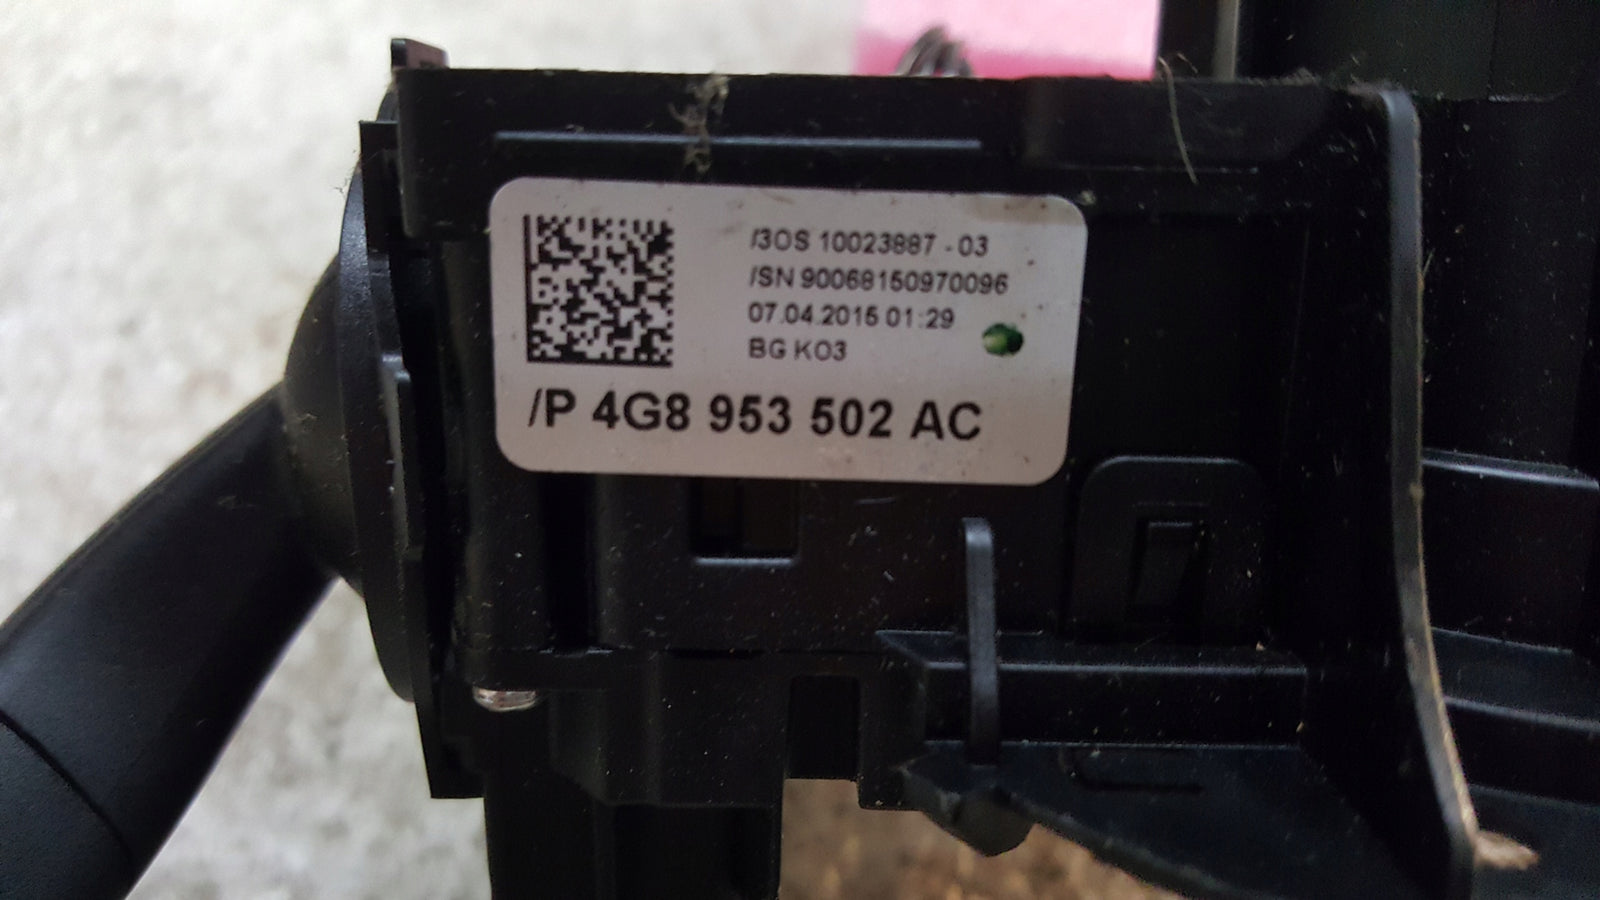 /3OS 10023887 - 03
/SN 90068150970096
07.04.2015 01:29
BG KO3
/P 4G8 953 502 AC